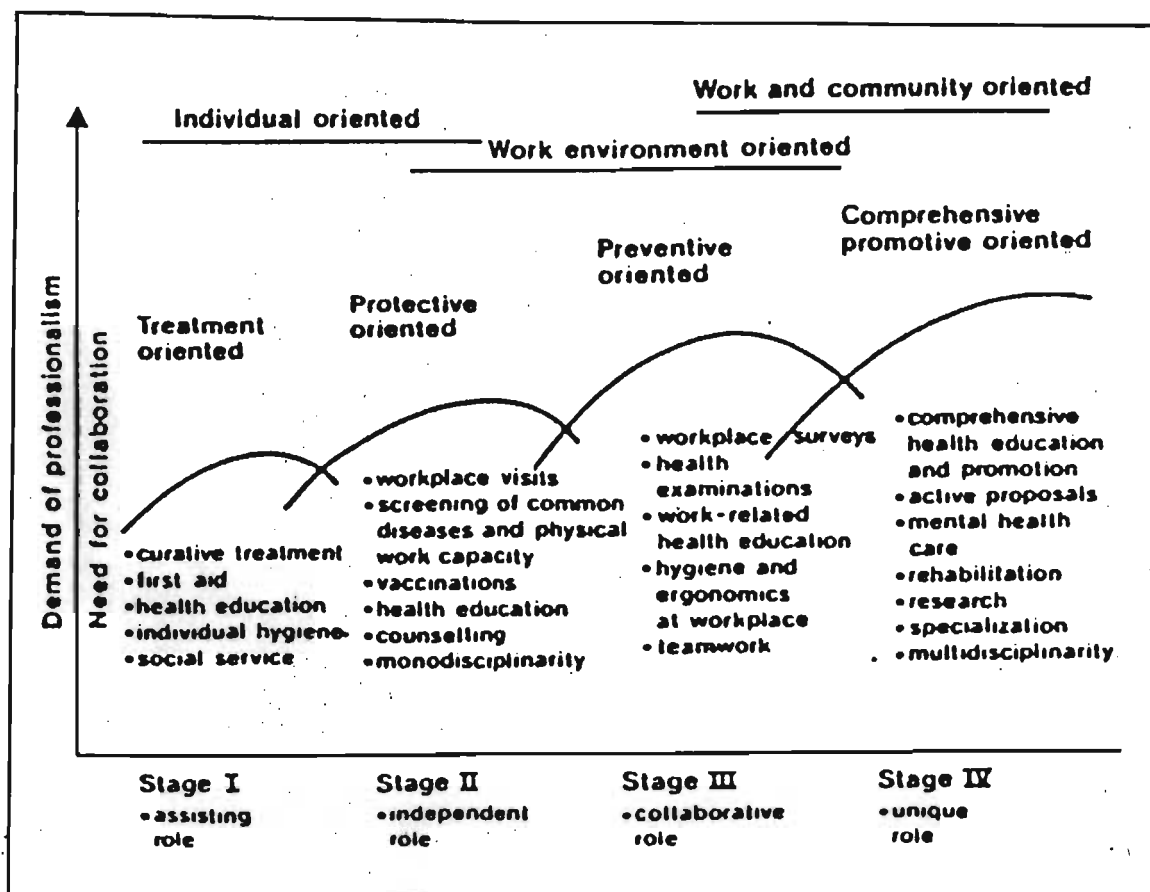 Work and community oriented
Individual oriented
Work environment oriented
Comprehensive
promotive oriented
Preventive
oriented
Protective
oriented
Treatment
oriented
Demand of professionalism
Need for collaboration
•curative treatment
•first aid
•health education
•individual hygiene
•social service
•workplace visits
•screening of common
diseases and physical
work capacity
•vaccinations
•health education
•counselling
•monodisciplinarity
•workplace surveys
•health
examinations
•work-related
health education
•hygiene and
ergonomics
at workplace
•teamwork
•comprehensive
health education
and promotion
•active proposals
•mental health
care
•rehabilitation
•research
•specialization
•multidisciplinarity
Stage I
•assisting
role
Stage II
•independent
role
Stage III
•collaborative
role
Stage IV
•unique
role